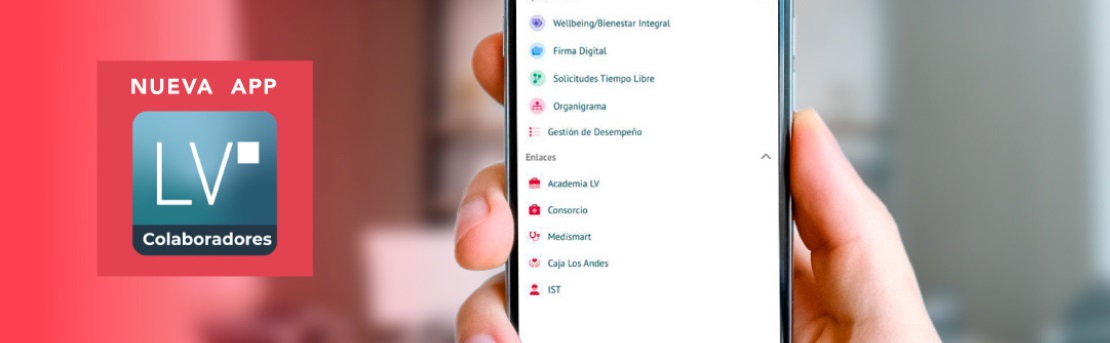 NUEVA APP
LV
Colaboradores
Wellbeing/Bienestar Integral
Firma Digital
Solicitudes Tiempo Libre
Organigrama
Gestión de Desempeño
Enlaces
Academia LV
Consorcio
Medismart
Caja Los Andes
IST